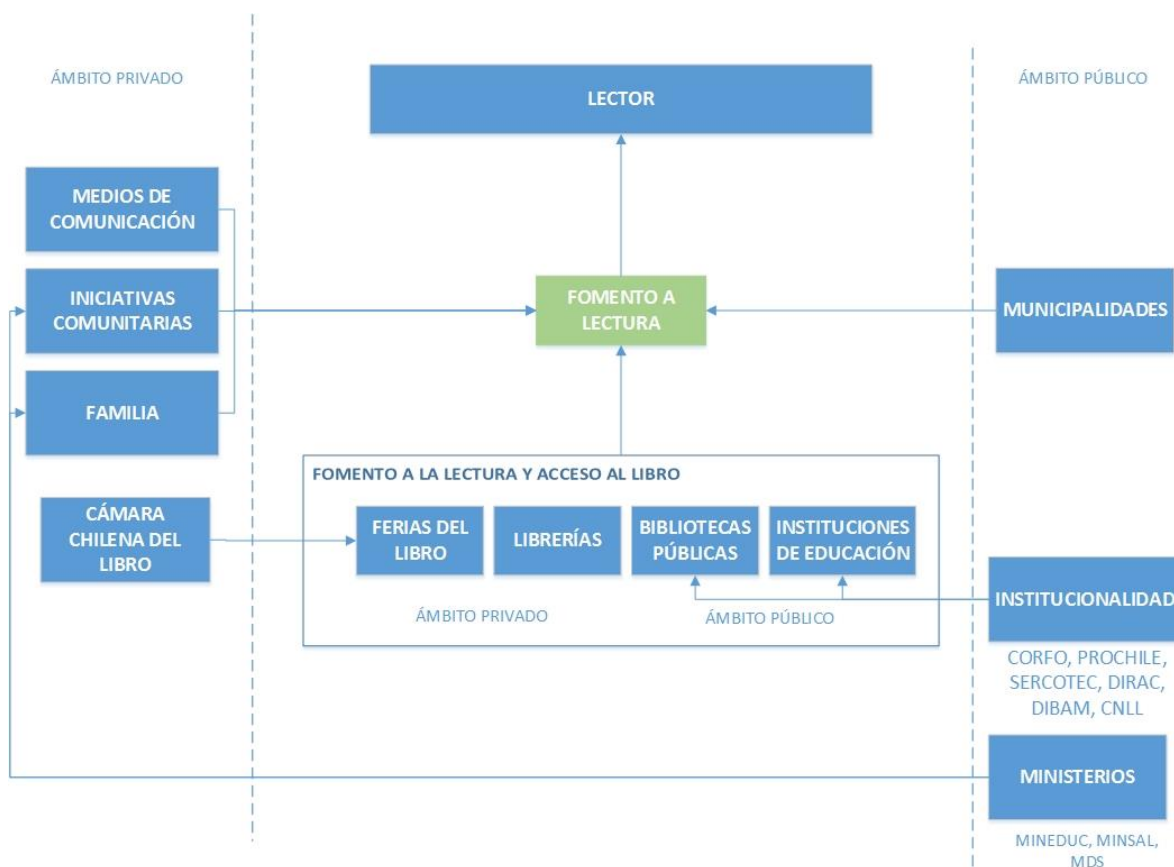 ÁMBITO PRIVADO
ÁMBITO PÚBLICO
LECTOR
MEDIOS DE
COMUNICACIÓN
INICIATIVAS
COMUNITARIAS
FOMENTO A
LECTURA
MUNICIPALIDADES
FAMILIA
FOMENTO A LA LECTURA Y ACCESO AL LIBRO
CÁMARA
CHILENA DEL
LIBRO
FERIAS DEL
LIBRO
LIBRERÍAS
BIBLIOTECAS
PÚBLICAS
INSTITUCIONES
DE EDUCACIÓN
ÁMBITO PRIVADO
ÁMBITO PÚBLICO
INSTITUCIONALIDAD
CORFO, PROCHILE,
SERCOTEC, DIRAC,
DIBAM, CNLL
MINISTERIOS
MINEDUC, MINSAL,
MDS